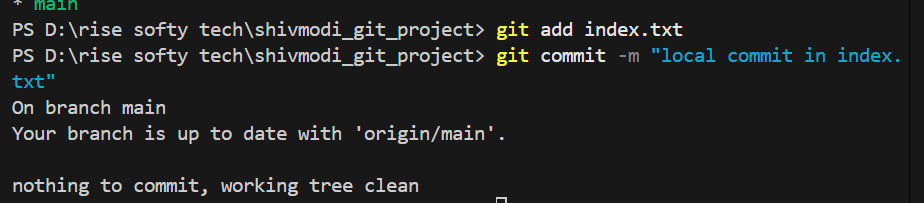 * main
PS D:\rise softy tech\shivmodi_git_project> git add index.txt
PS D:\rise softy tech\shivmodi_git_project> git commit -m "local commit in index.
txt"
On branch main
Your branch is up to date with 'origin/main'.
nothing to commit, working tree clean